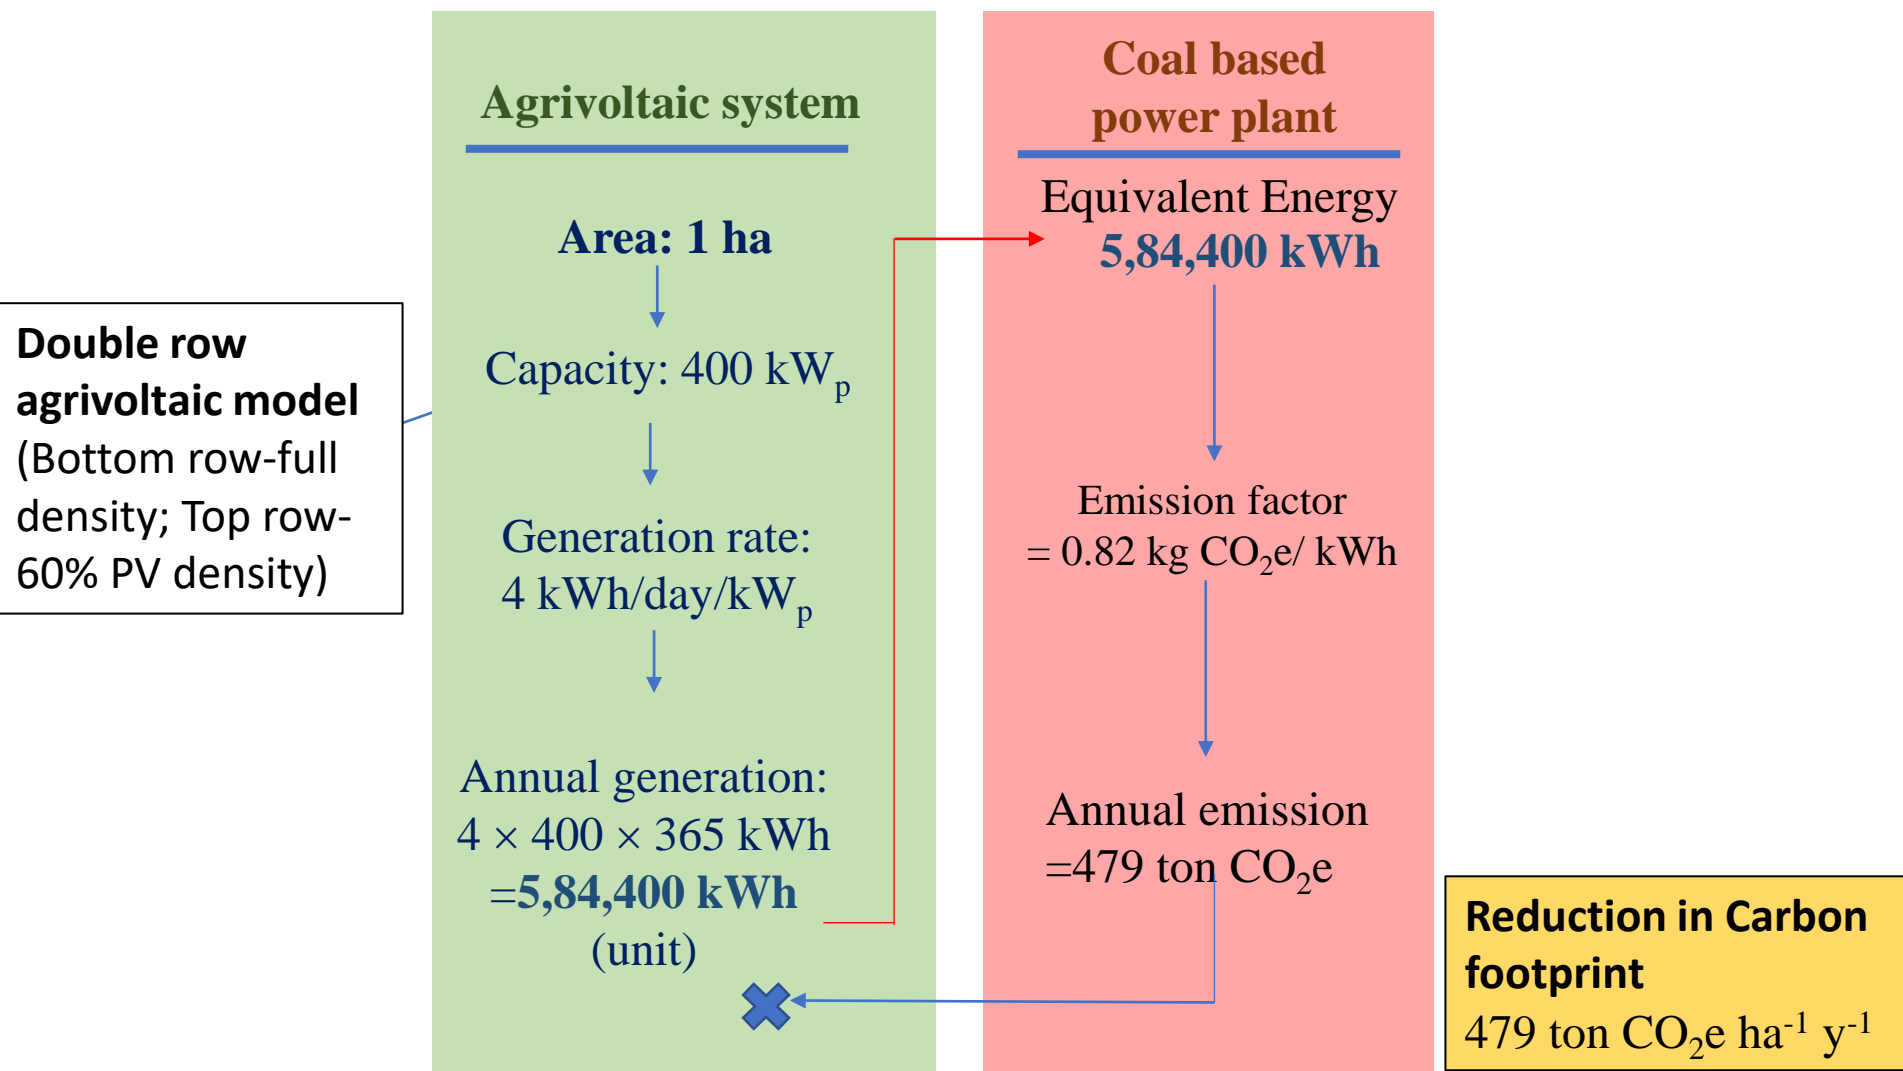 Double row
agrivoltaic model
(Bottom row-full
density; Top row-
60% PV density)
Agrivoltaic system
Area: 1 ha
Capacity: 400 kWₚ
Generation rate:
4 kWh/day/kWₚ
Annual generation:
4 × 400 × 365 kWh
=5,84,400 kWh
(unit)
Coal based
power plant
Equivalent Energy
5,84,400 kWh
Emission factor
= 0.82 kg CO₂e/ kWh
Annual emission
=479 ton CO₂e
Reduction in Carbon
footprint
479 ton CO₂e ha⁻¹ y⁻¹